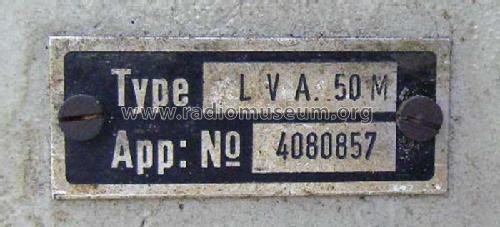 Type L V A. 50 M
www.radiomuseum.org
App: Nº 4080857